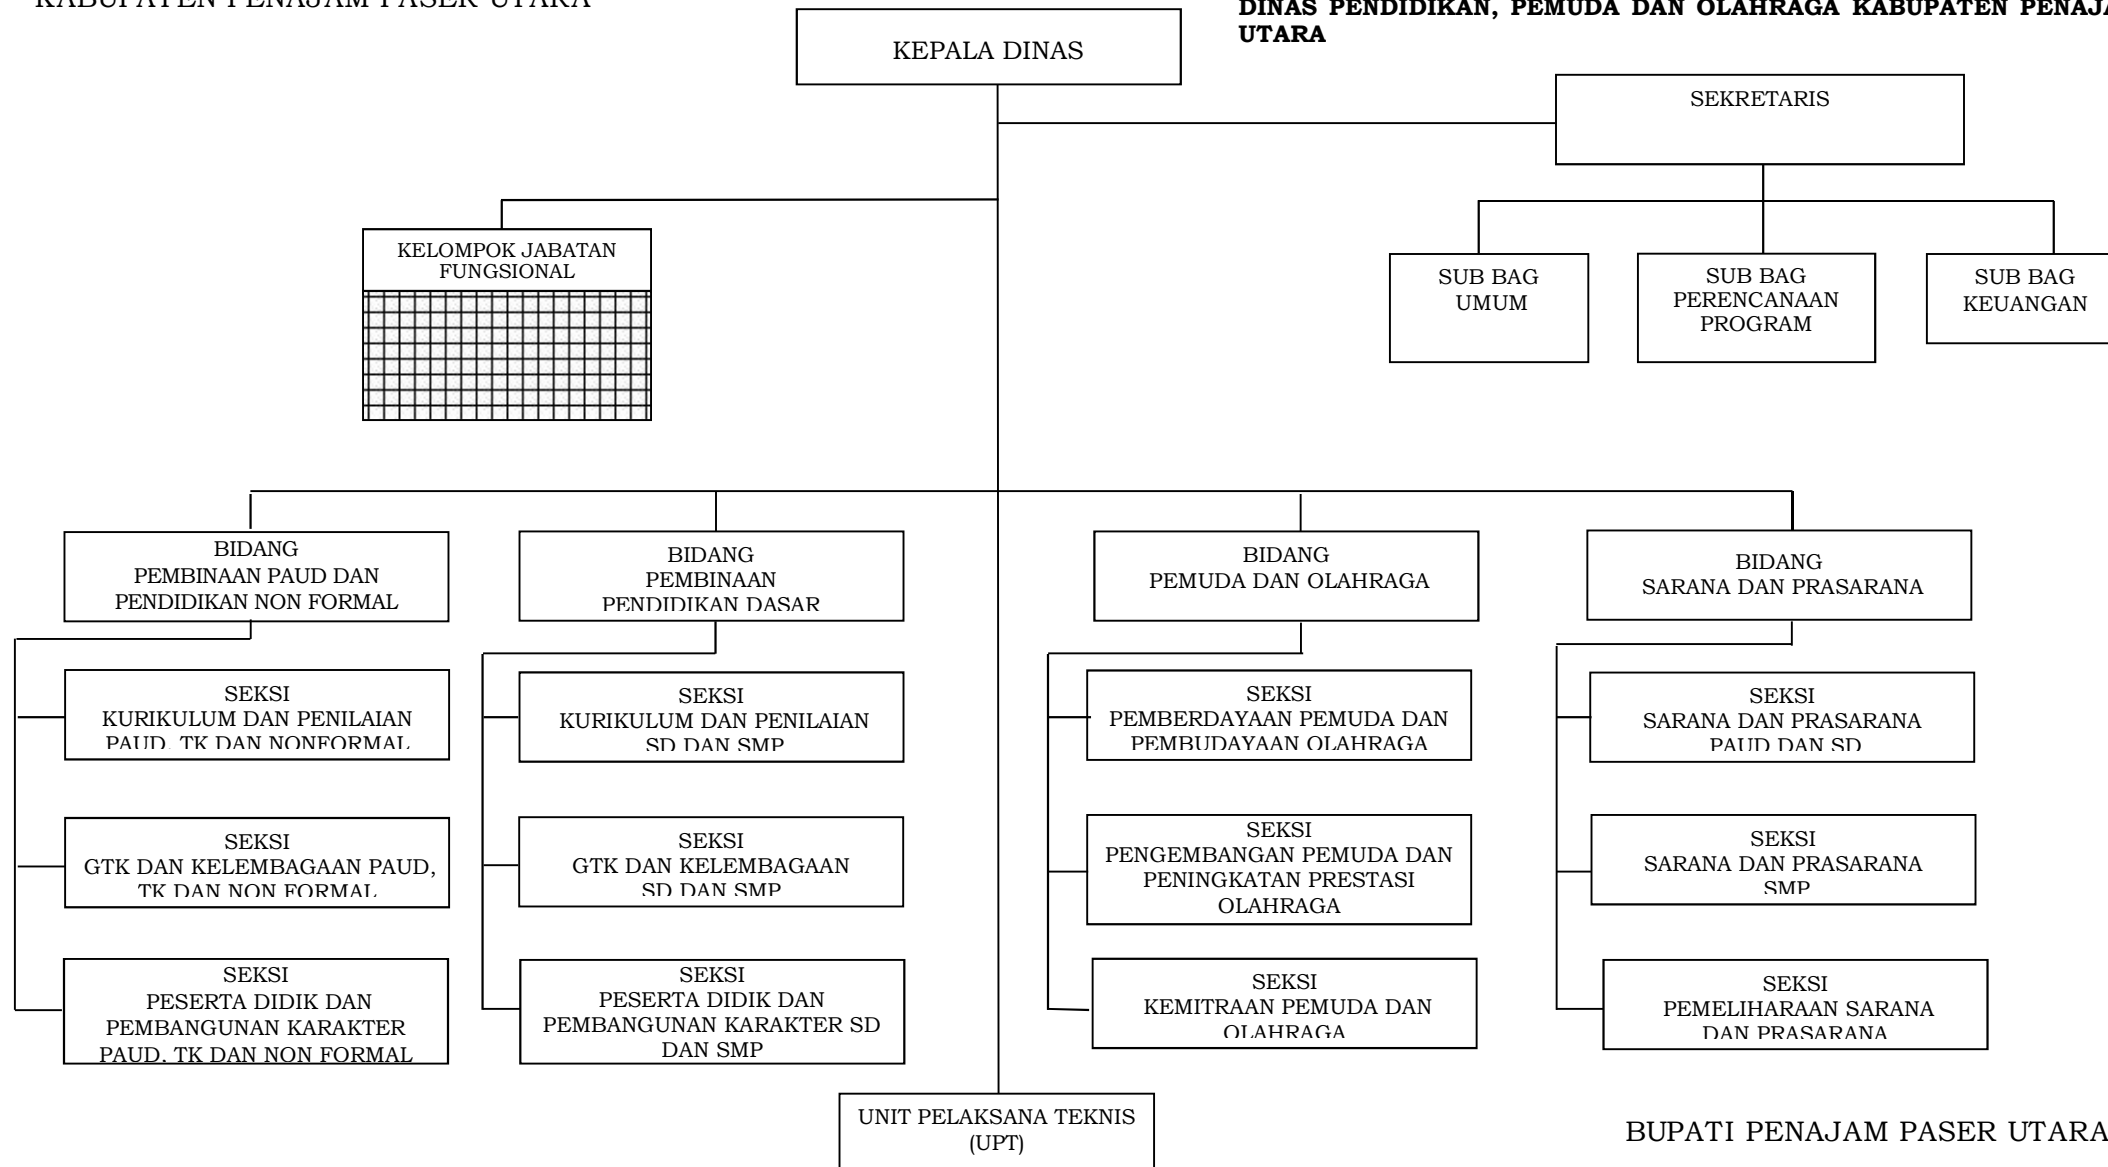 KABUPATEN PENAJAM PASER UTARA
DINAS PENDIDIKAN, PEMUDA DAN OLAHRAGA KABUPATEN
UTARA
KEPALA DINAS
SEKRETARIS
KELOMPOK JABATAN
FUNGSIONAL
SUB BAG
UMUM
SUB BAG
PERENCANAAN
PROGRAM
SUB BAG
KEUANGAN
BIDANG
PEMBINAAN PAUD DAN
PENDIDIKAN NON FORMAL
BIDANG
PEMBINAAN
PENDIDIKAN DASAR
BIDANG
PEMUDA DAN OLAHRAGA
BIDANG
SARANA DAN PRASARANA
SEKSI
KURIKULUM DAN PENILAIAN
PAUD, TK DAN NONFORMAL
SEKSI
KURIKULUM DAN PENILAIAN
SD DAN SMP
SEKSI
PEMBERDAYAAN PEMUDA DAN
PEMBUDAYAAN OLAHRAGA
SEKSI
SARANA DAN PRASARANA
PAUD DAN SD
SEKSI
GTK DAN KELEMBAGAAN PAUD,
TK DAN NON FORMAL
SEKSI
GTK DAN KELEMBAGAAN
SD DAN SMP
SEKSI
PENGEMBANGAN PEMUDA DAN
PENINGKATAN PRESTASI
OLAHRAGA
SEKSI
SARANA DAN PRASARANA
SMP
SEKSI
PESERTA DIDIK DAN
PEMBANGUNAN KARAKTER
PAUD, TK DAN NON FORMAL
SEKSI
PESERTA DIDIK DAN
PEMBANGUNAN KARAKTER SD
DAN SMP
SEKSI
KEMITRAAN PEMUDA DAN
OLAHRAGA
SEKSI
PEMELIHARAAN SARANA
DAN PRASARANA
UNIT PELAKSANA TEKNIS
(UPT)
BUPATI PENAJAM PASER UTARA